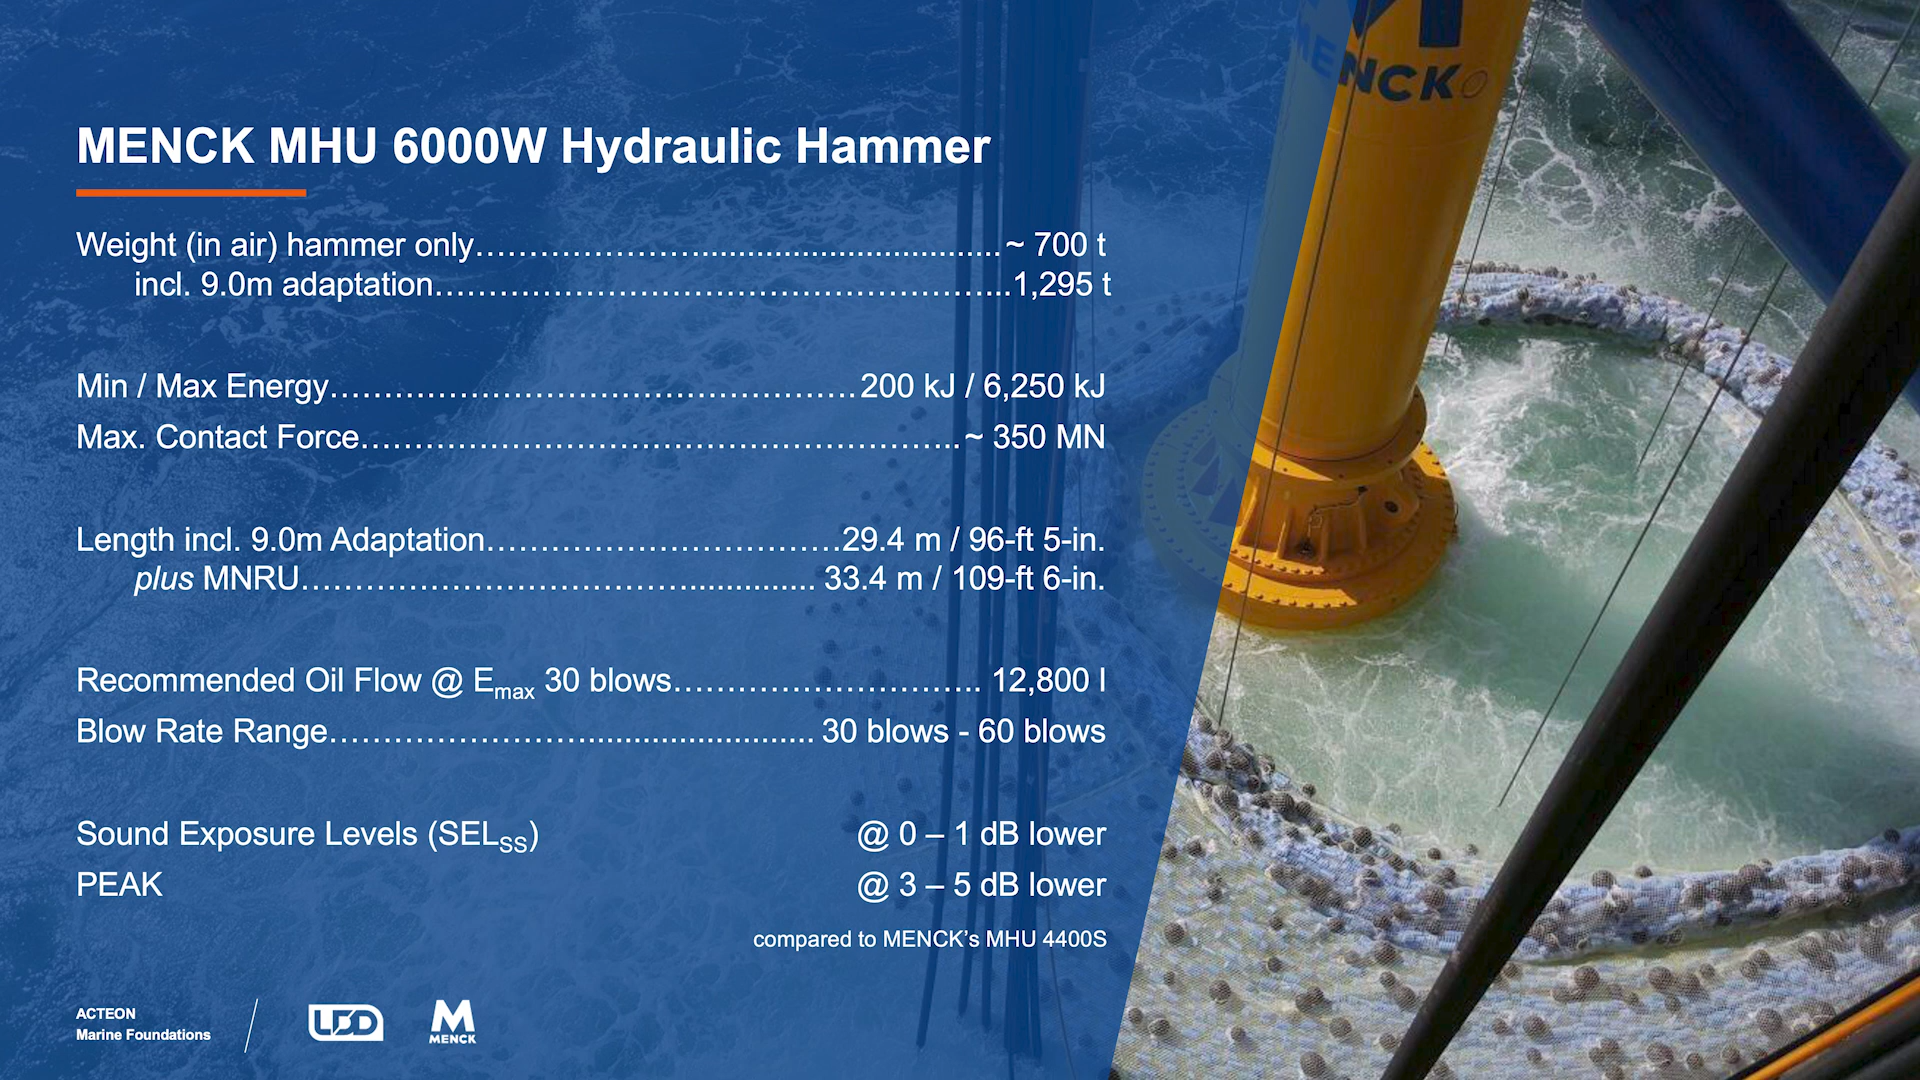 MENCK
MENCK MHU 6000W Hydraulic Hammer
Weight (in air) hammer only........................................................~ 700 t
incl. 9.0m adaptation........................................................1,295 t
Min / Max Energy........................................................200 kJ / 6,250 kJ
Max. Contact Force........................................................~ 350 MN
Length incl. 9.0m Adaptation........................................................29.4 m / 96-ft 5-in.
plus MNRU........................................................ 33.4 m / 109-ft 6-in.
Recommended Oil Flow @ Emax 30 blows........................................................ 12,800 l
Blow Rate Range........................................................ 30 blows - 60 blows
Sound Exposure Levels (SELSS) @ 0 – 1 dB lower
PEAK @ 3 – 5 dB lower
compared to MENCK’s MHU 4400S
ACTEON
Marine Foundations
LDD
MENCK